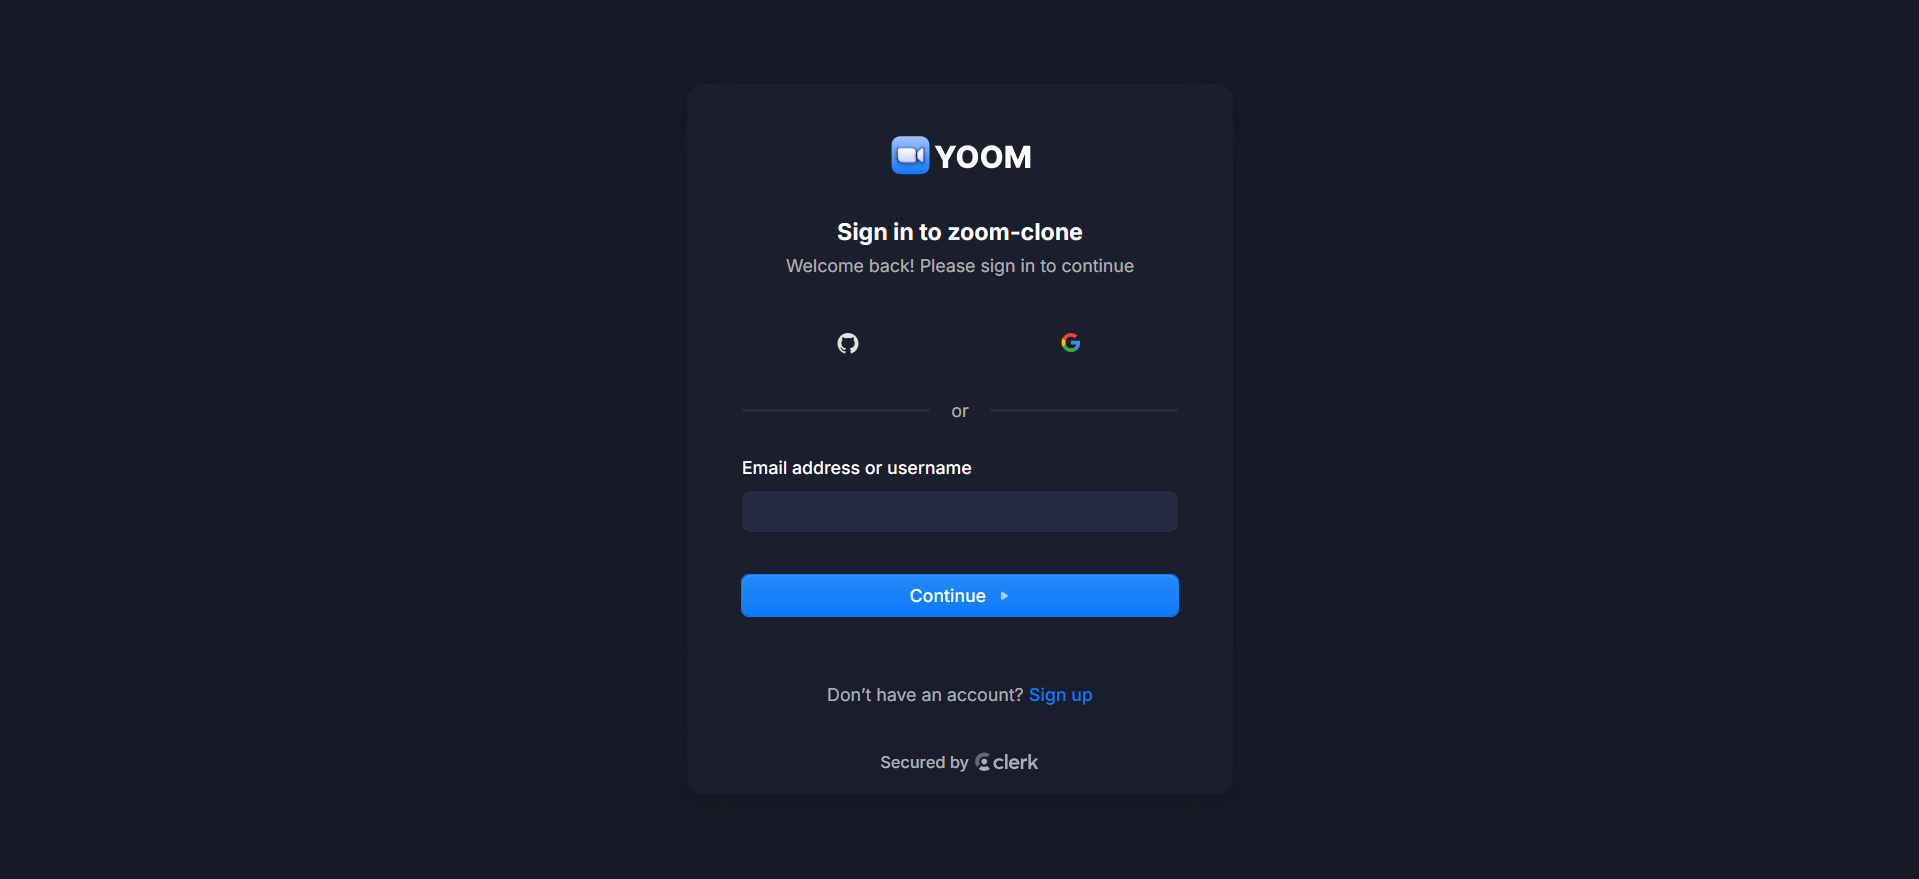 YOOM
Sign in to zoom-clone
Welcome back! Please sign in to continue
or
Email address or username
Continue
Don’t have an account? Sign up
Secured by clerk